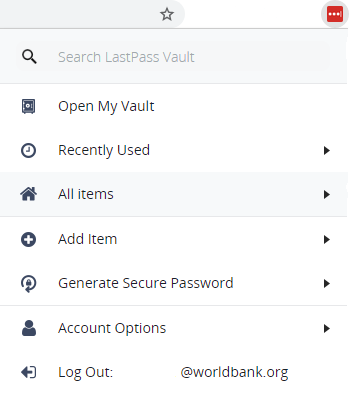 Search LastPass Vault
Open My Vault
Recently Used
All items
Add Item
Generate Secure Password
Account Options
Log Out: @worldbank.org